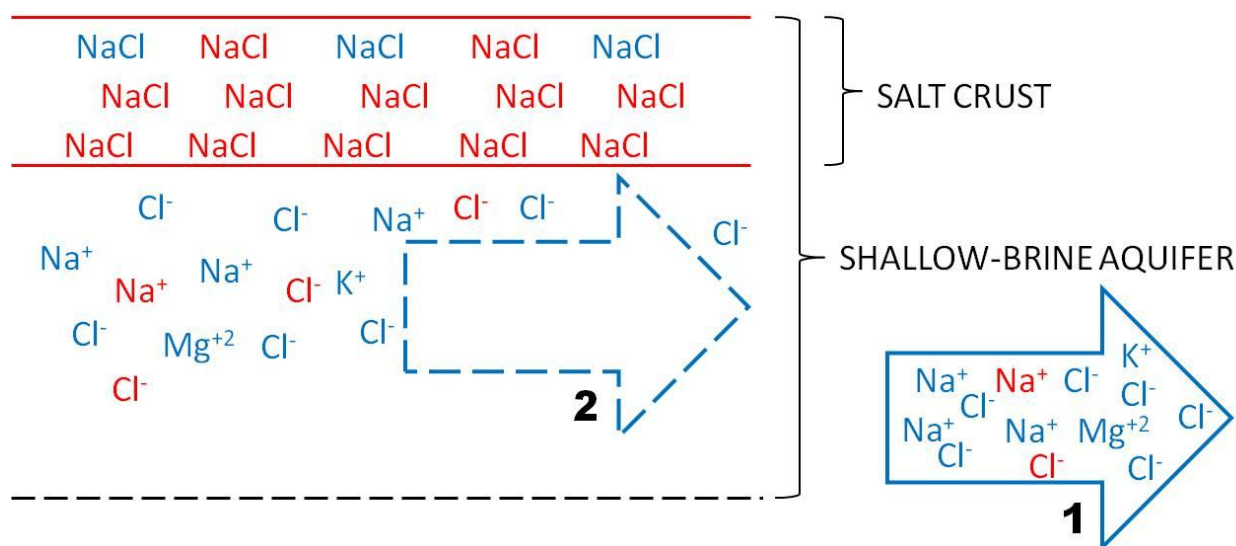 NaCl NaCl NaCl NaCl NaCl
NaCl NaCl NaCl NaCl NaCl
NaCl NaCl NaCl NaCl NaCl
SALT CRUST
Cl⁻ Cl⁻ Na⁺ Cl⁻ Cl⁻ Cl⁻
Na⁺ Na⁺ Na⁺ Cl⁻ K⁺
Cl⁻ Mg⁺² Cl⁻ Cl⁻
Cl⁻
2
SHALLOW-BRINE AQUIFER
K⁺
Na⁺ Na⁺ Cl⁻ Cl⁻
Cl⁻ Cl⁻
Na⁺ Na⁺ Mg⁺²
Cl⁻ Cl⁻ Cl⁻
1